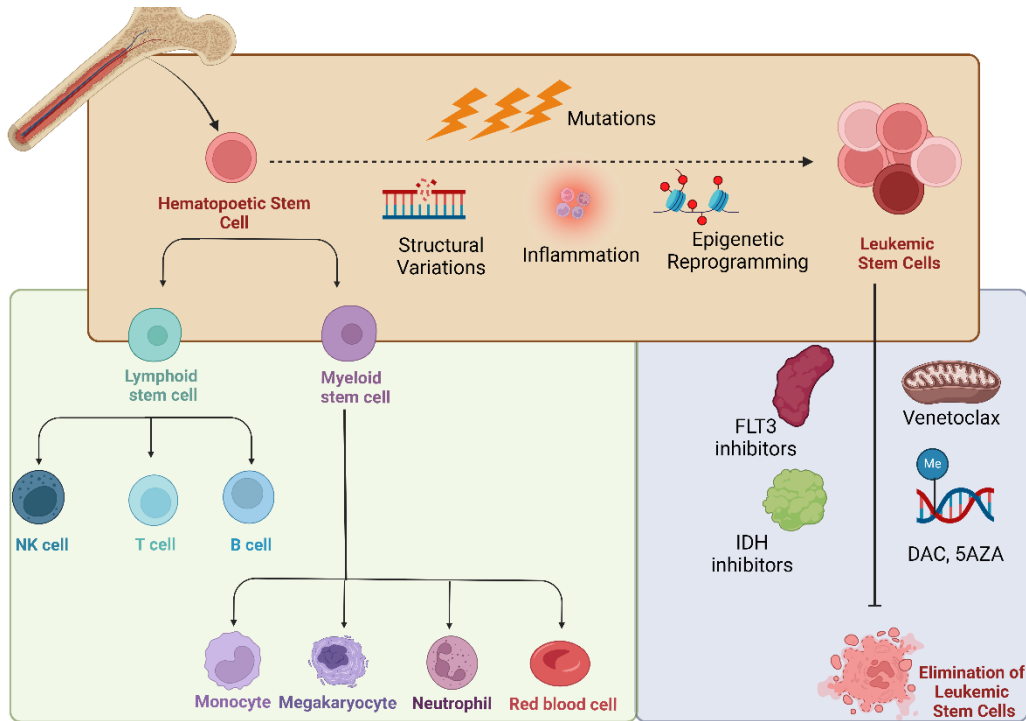 Mutations
Hematopoetic Stem
Cell
Structural
Variations
Inflammation
Epigenetic
Reprogramming
Leukemic
Stem Cells
Lymphoid
stem cell
Myeloid
stem cell
NK cell
T cell
B cell
Monocyte
Megakaryocyte
Neutrophil
Red blood cell
FLT3
inhibitors
Venetoclax
IDH
inhibitors
Me
DAC, 5AZA
Elimination of
Leukemic
Stem Cells